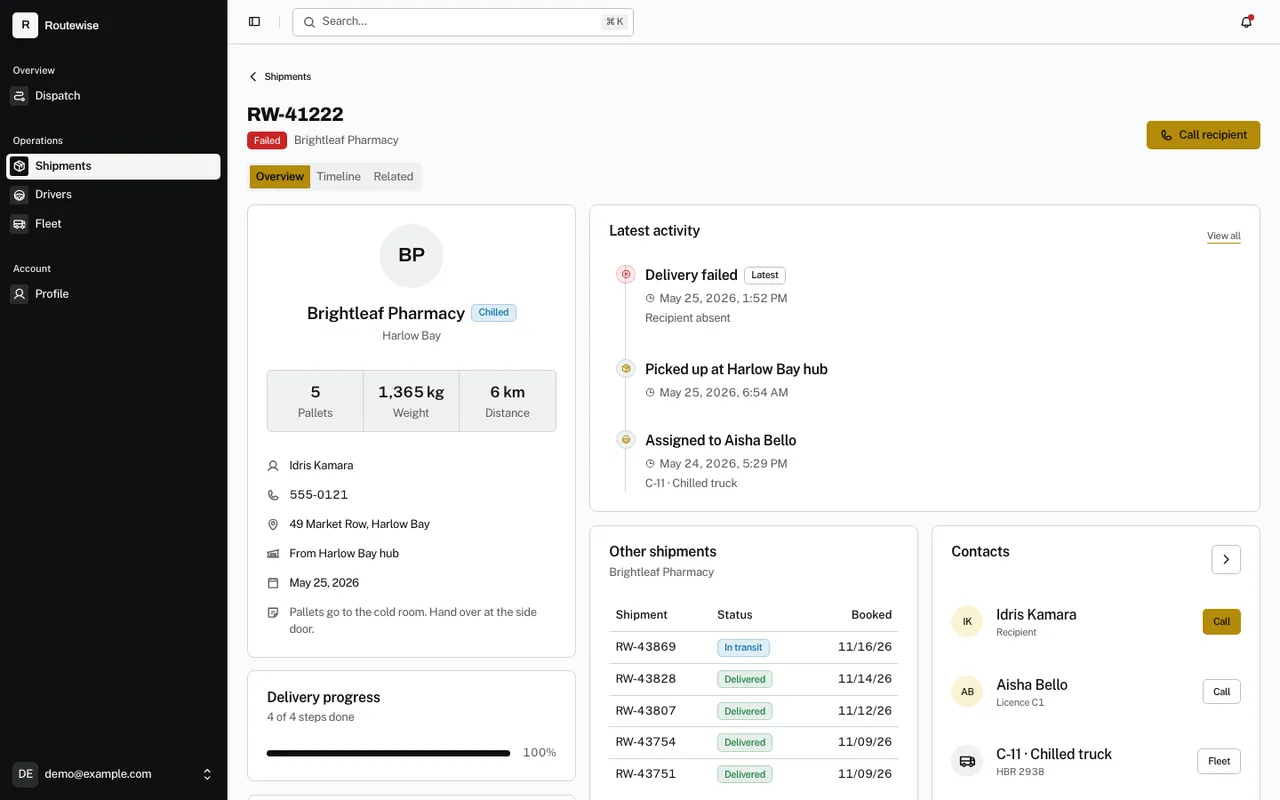 R Routewise
Overview
Dispatch
Operations
Shipments
Drivers
Fleet
Account
Profile
DE demo@example.com
Search...
⌘ K
Shipments
RW-41222
Failed Brightleaf Pharmacy
Call recipient
Overview Timeline Related
BP
Brightleaf Pharmacy Chilled
Harlow Bay
5 1,365 kg 6 km
Pallets Weight Distance
Idris Kamara
555-0121
49 Market Row, Harlow Bay
From Harlow Bay hub
May 25, 2026
Pallets go to the cold room. Hand over at the side
door.
Delivery progress
4 of 4 steps done
100%
Latest activity
View all
Delivery failed Latest
May 25, 2026, 1:52 PM
Recipient absent
Picked up at Harlow Bay hub
May 25, 2026, 6:54 AM
Assigned to Aisha Bello
May 24, 2026, 5:29 PM
C-11 · Chilled truck
Other shipments
Brightleaf Pharmacy
Shipment Status Booked
RW-43869 In transit 11/16/26
RW-43828 Delivered 11/14/26
RW-43807 Delivered 11/12/26
RW-43754 Delivered 11/09/26
RW-43751 Delivered 11/09/26
Contacts
IK Idris Kamara Call
Recipient
AB Aisha Bello Call
Licence C1
C-11 · Chilled truck Fleet
HBR 2938